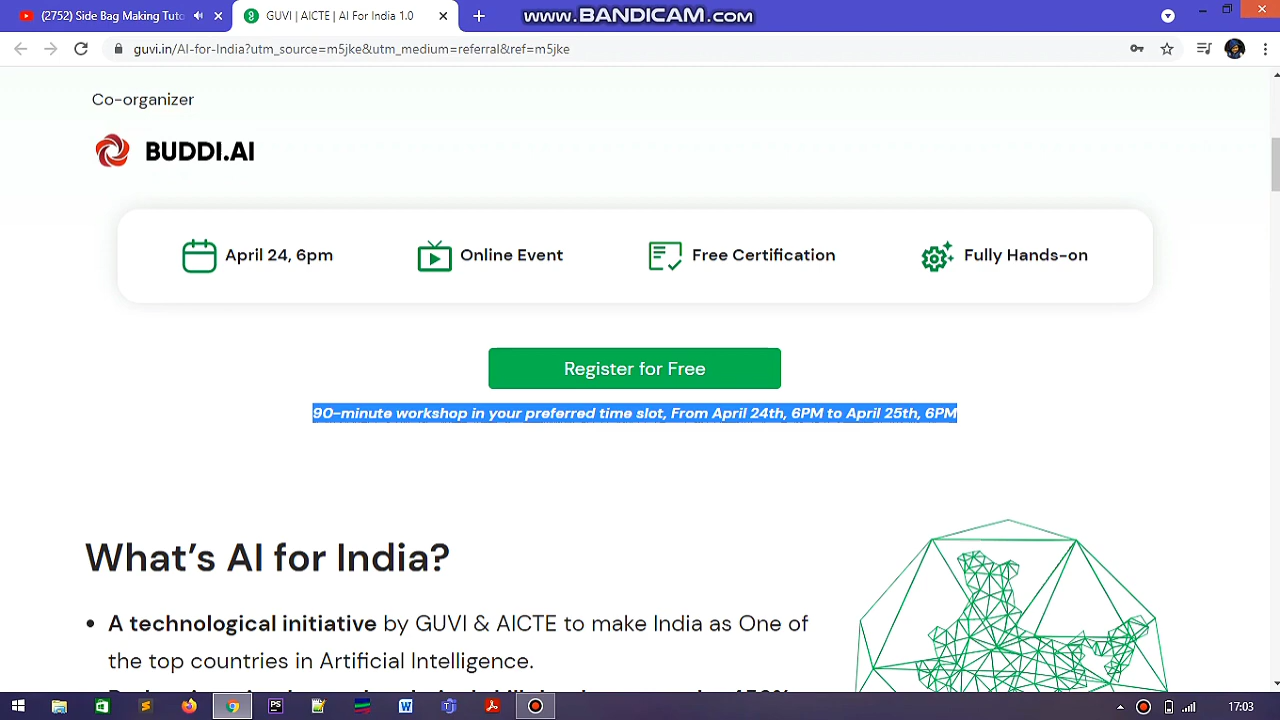 (2752) Side Bag Making Tuto
GUVI | AICTE | AI For India 1.0
WWW.BANDICAM.COM
guvi.in/AI-for-India?utm_source=m5jke&utm_medium=referral&ref=m5jke
Co-organizer
BUDDI.AI
April 24, 6pm
Online Event
Free Certification
Fully Hands-on
Register for Free
90-minute workshop in your preferred time slot, From April 24th, 6PM to April 25th, 6PM
What's AI for India?
• A technological initiative by GUVI & AICTE to make India as One of
the top countries in Artificial Intelligence.
17:03